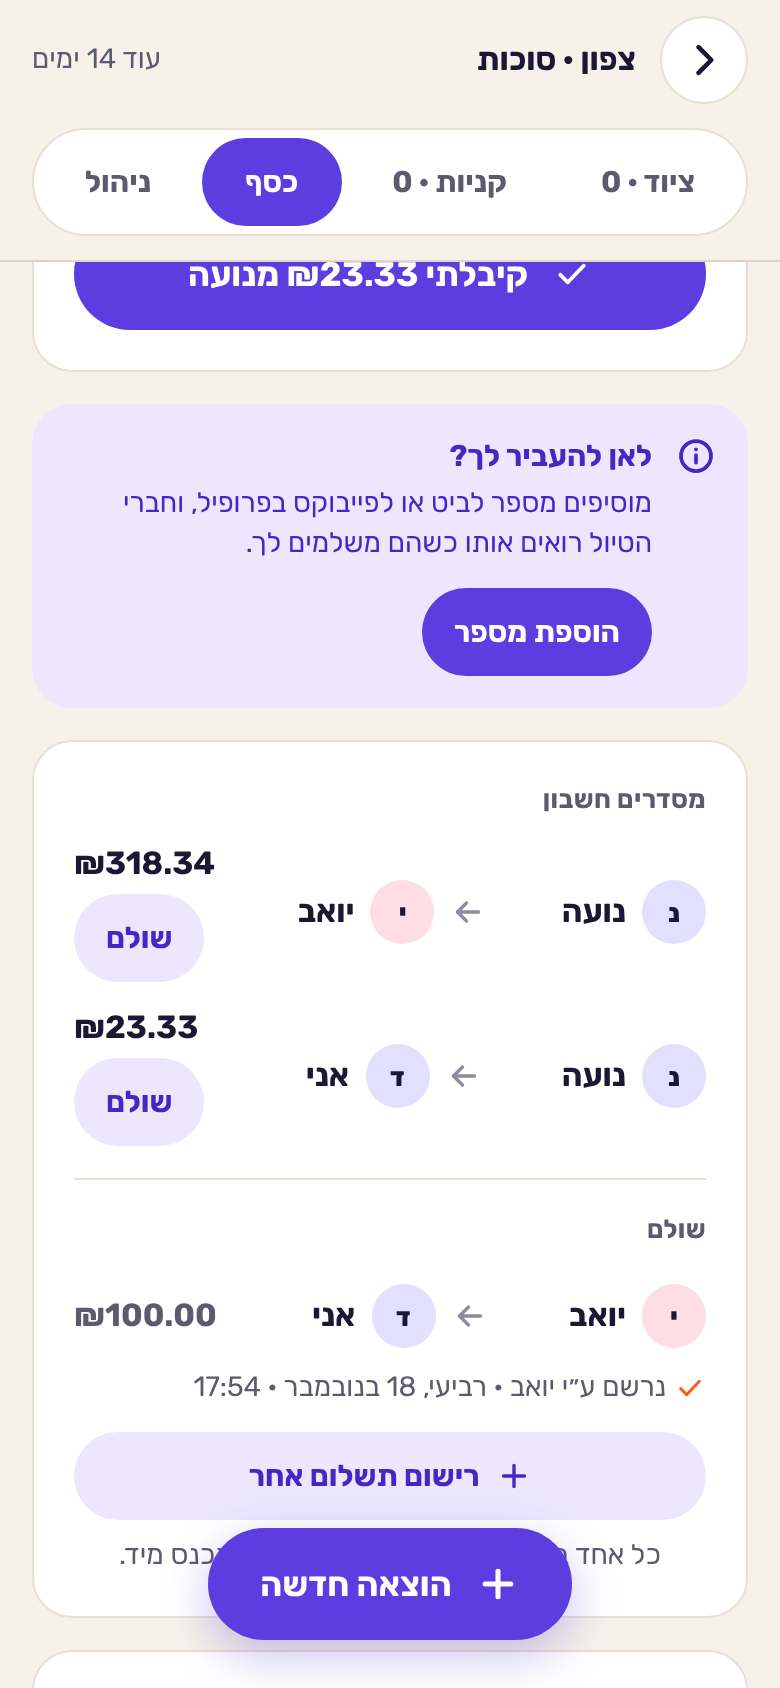 צפון • סוכות
עוד 14 ימים
ציוד • 0
קניות • 0
כסף
ניהול
קיבלתי 23.33₪ מנועה
לאן להעביר לך?
מוסיפים מספר לביט או לפייבוקס בפרופיל, וחברי
הטיול רואים אותו כשהם משלמים לך.
הוספת מספר
מסדרים חשבון
נ נועה ← י יואב 318.34₪
שולם
נ נועה ← ד אני 23.33₪
שולם
שולם
י יואב ← ד אני 100.00₪
נרשם ע״י יואב • רביעי, 18 בנובמבר • 17:54
רישום תשלום אחר
כל אחד מיד.
הוצאה חדשה